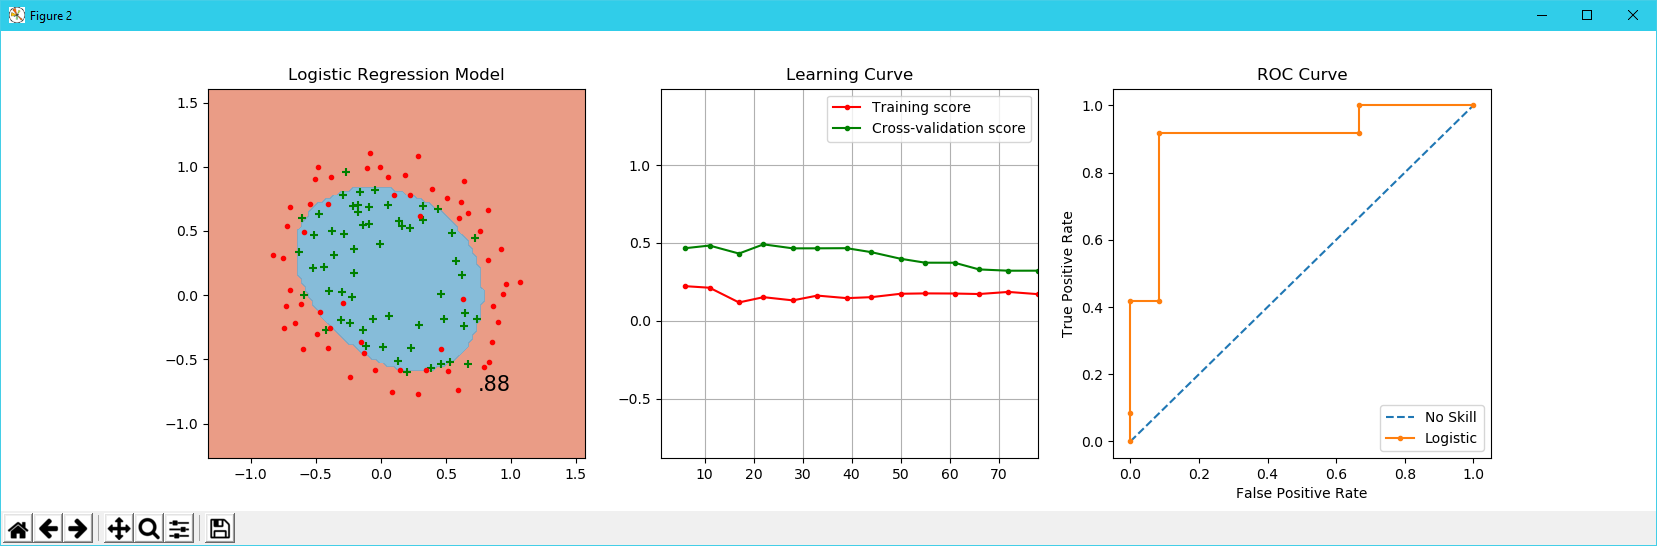 Figure 2
Logistic Regression Model
1.5
1.0
0.5
0.0
−0.5
−1.0
.88
−1.0 −0.5 0.0 0.5 1.0 1.5
Learning Curve
Training score
Cross-validation score
1.0
0.5
0.0
−0.5
10 20 30 40 50 60 70
ROC Curve
True Positive Rate
1.0
0.8
0.6
0.4
0.2
0.0
No Skill
Logistic
0.0 0.2 0.4 0.6 0.8 1.0
False Positive Rate